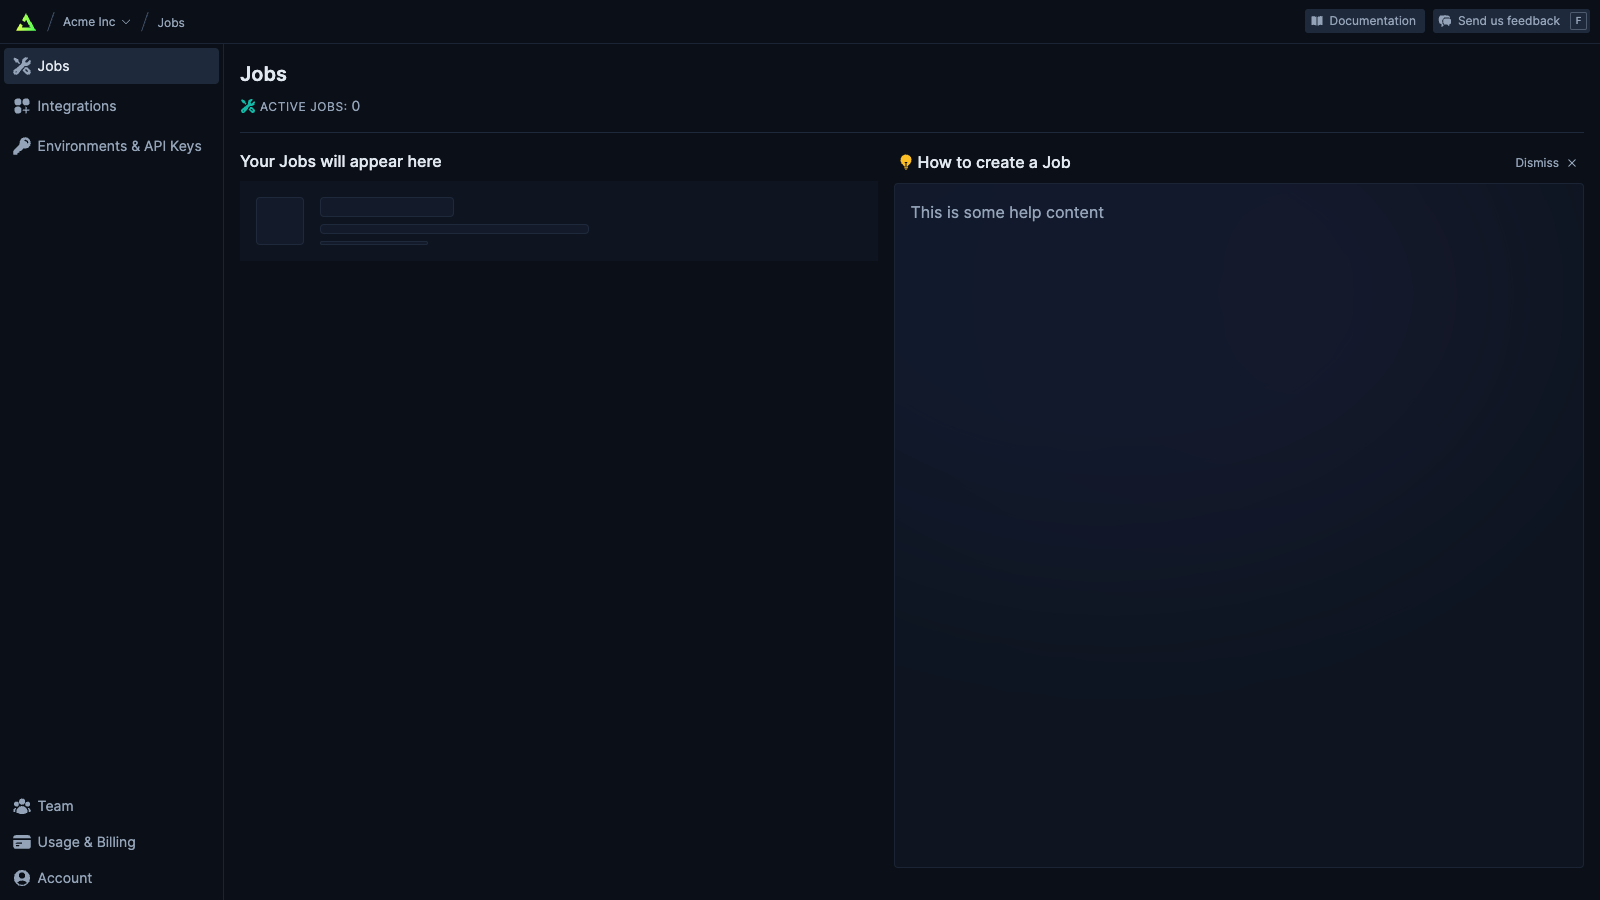 Acme Inc
Jobs
Documentation
Send us feedback F
Jobs
Integrations
Environments & API Keys
Jobs
ACTIVE JOBS: 0
Your Jobs will appear here
How to create a Job
Dismiss
This is some help content
Team
Usage & Billing
Account